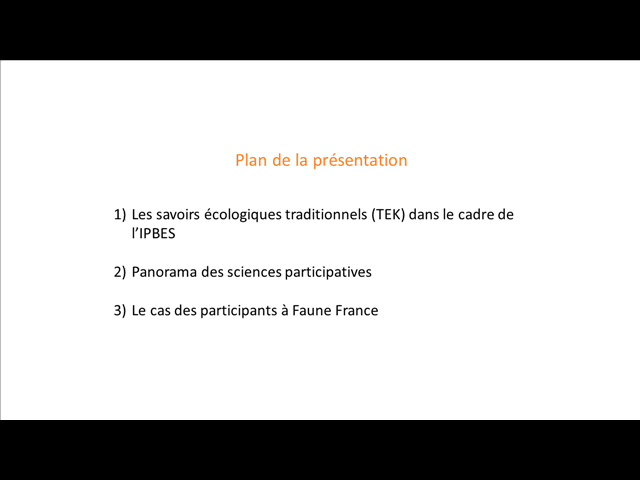 Plan de la présentation
1) Les savoirs écologiques traditionnels (TEK) dans le cadre de
l’IPBES
2) Panorama des sciences participatives
3) Le cas des participants à Faune France